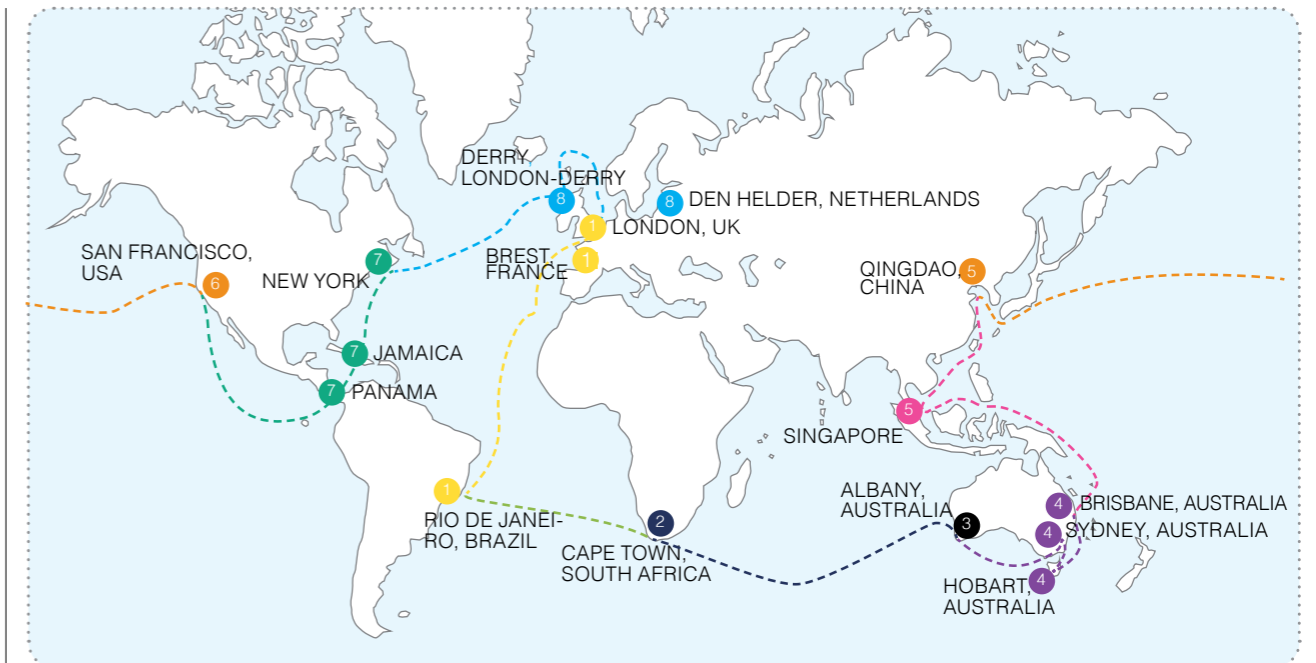 DERRY
LONDON-DERRY
8
8
DEN HELDER, NETHERLANDS
1
LONDON, UK
SAN FRANCISCO,
USA
6
7
NEW YORK
BREST,
FRANCE
1
QINGDAO,
CHINA
5
7
JAMAICA
7
PANAMA
5
SINGAPORE
1
RIO DE JANEI-
RO, BRAZIL
2
CAPE TOWN,
SOUTH AFRICA
ALBANY,
AUSTRALIA
3
4
BRISBANE, AUSTRALIA
4
SYDNEY, AUSTRALIA
4
HOBART,
AUSTRALIA